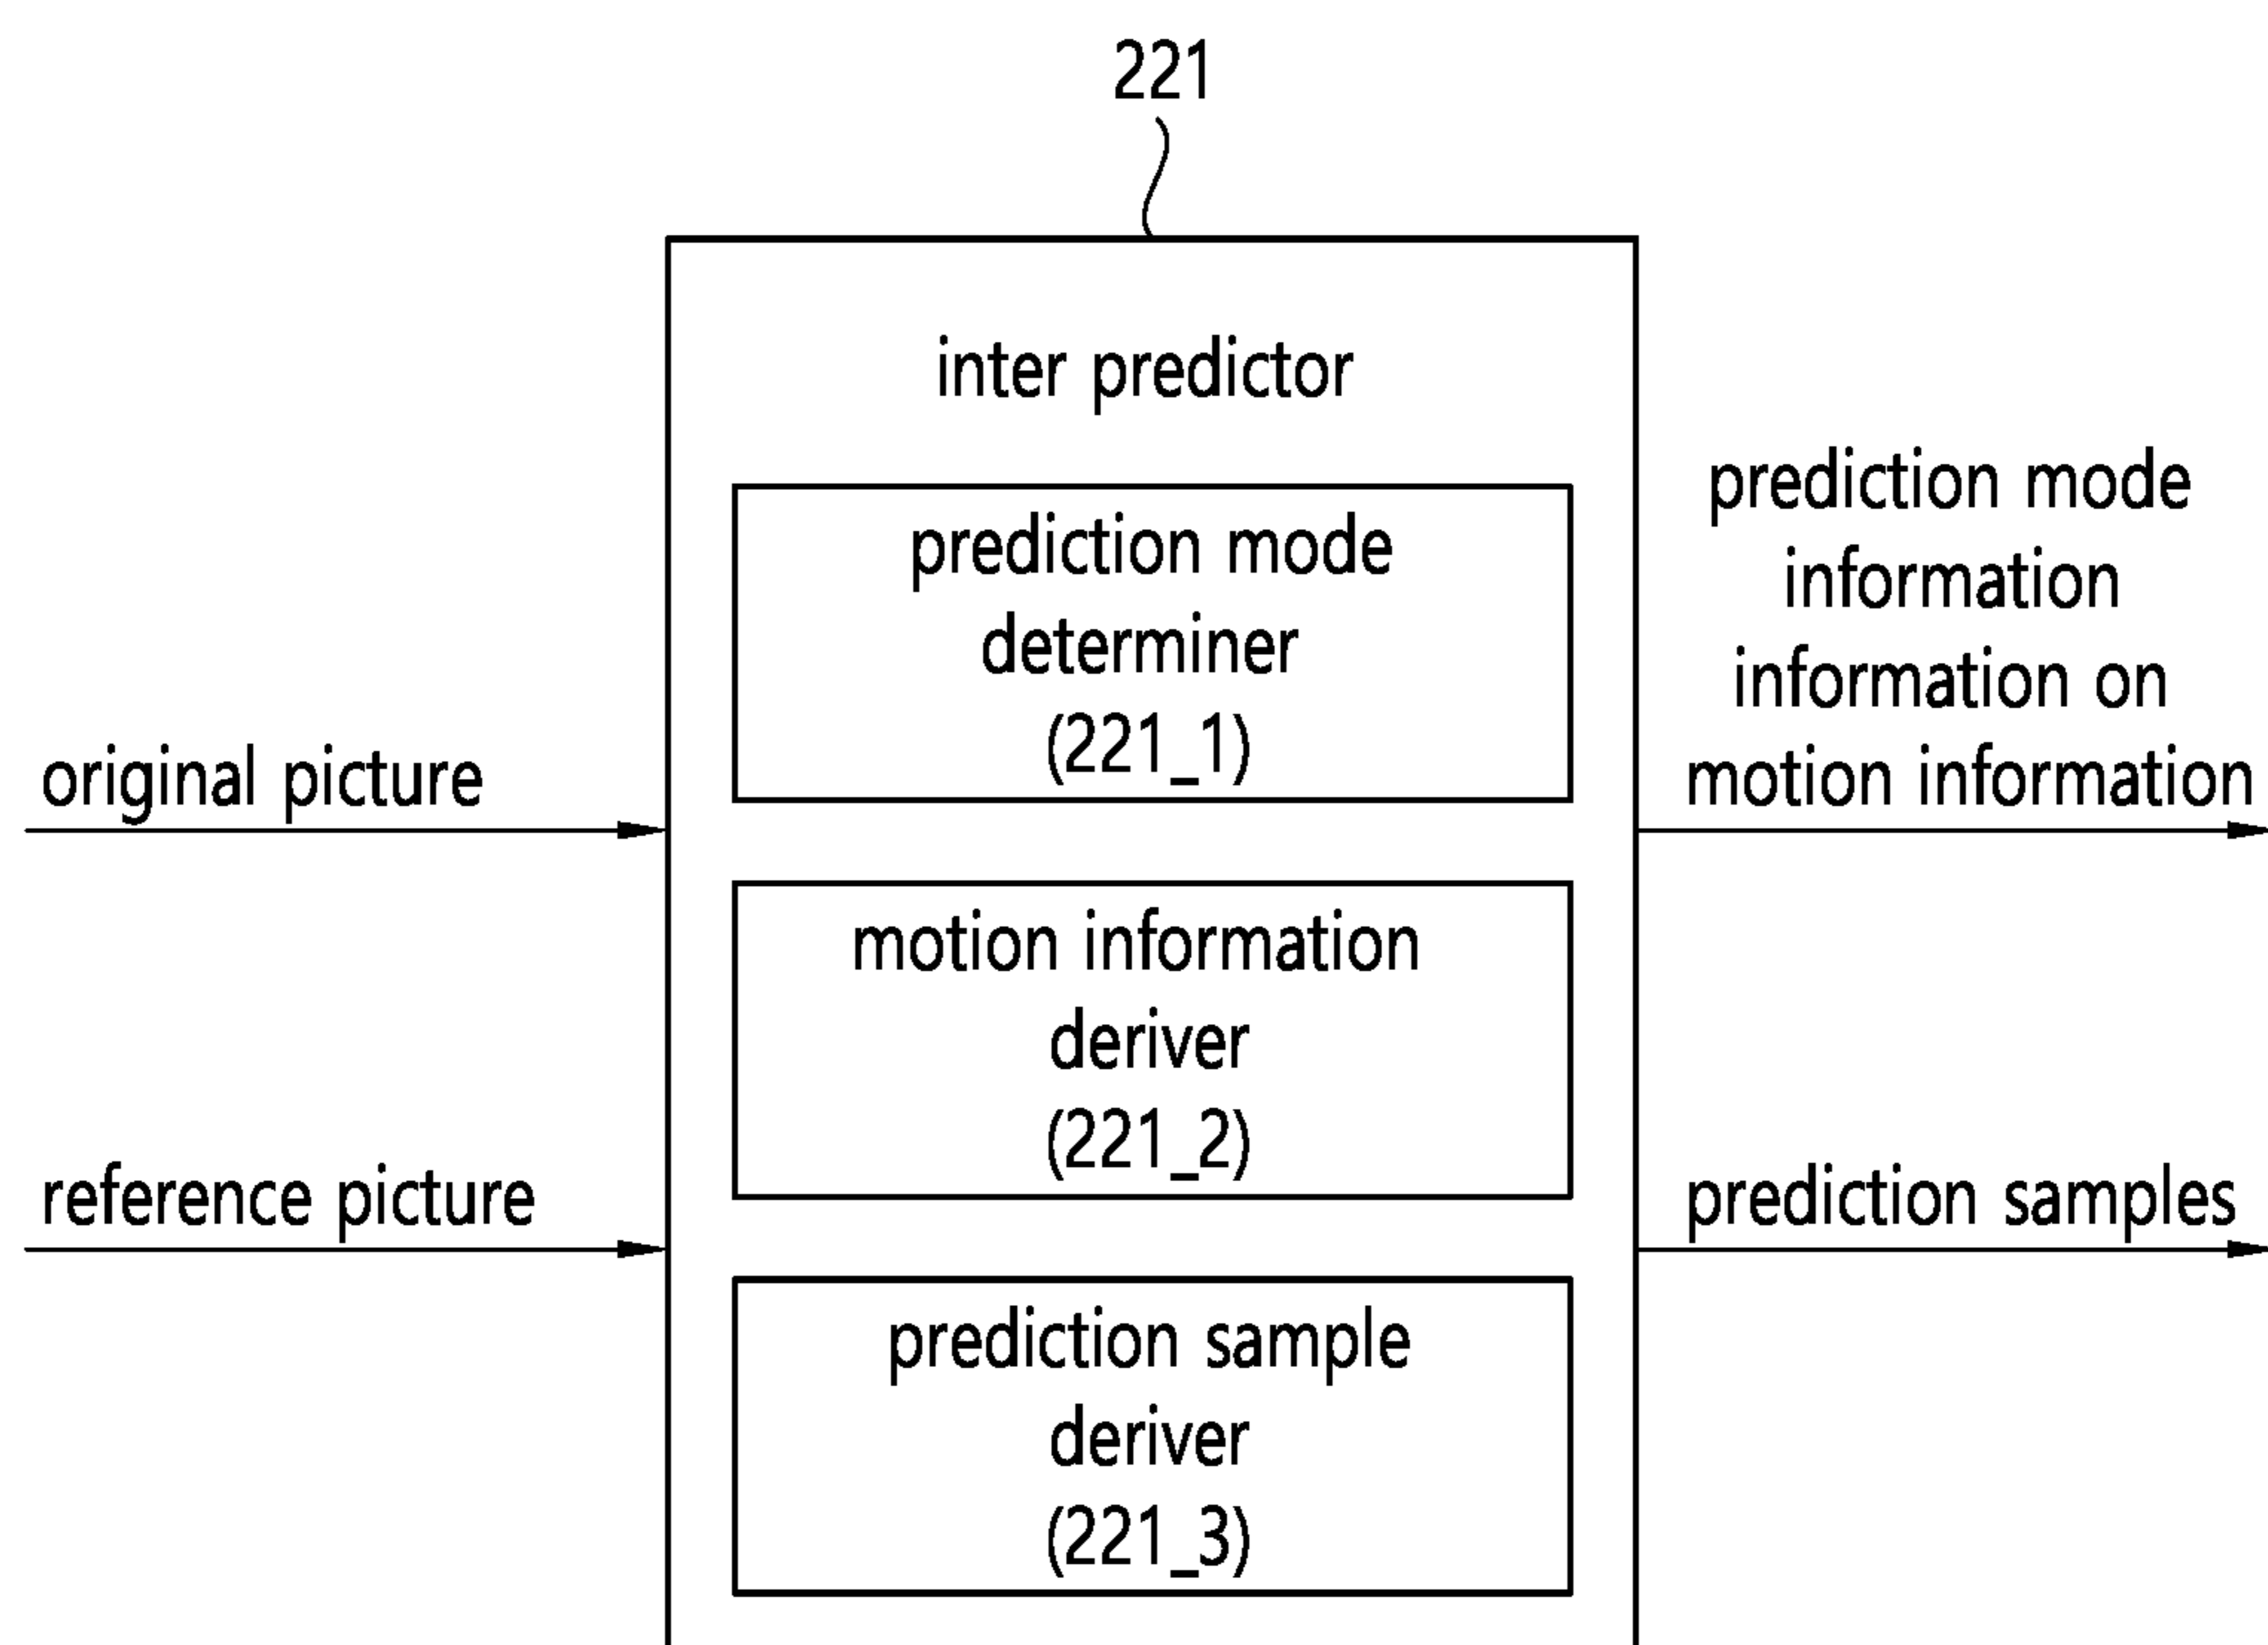 221
inter predictor
prediction mode
determiner
(221_1)
motion information
deriver
(221_2)
prediction sample
deriver
(221_3)
original picture
reference picture
prediction mode
information
information on
motion information
prediction samples